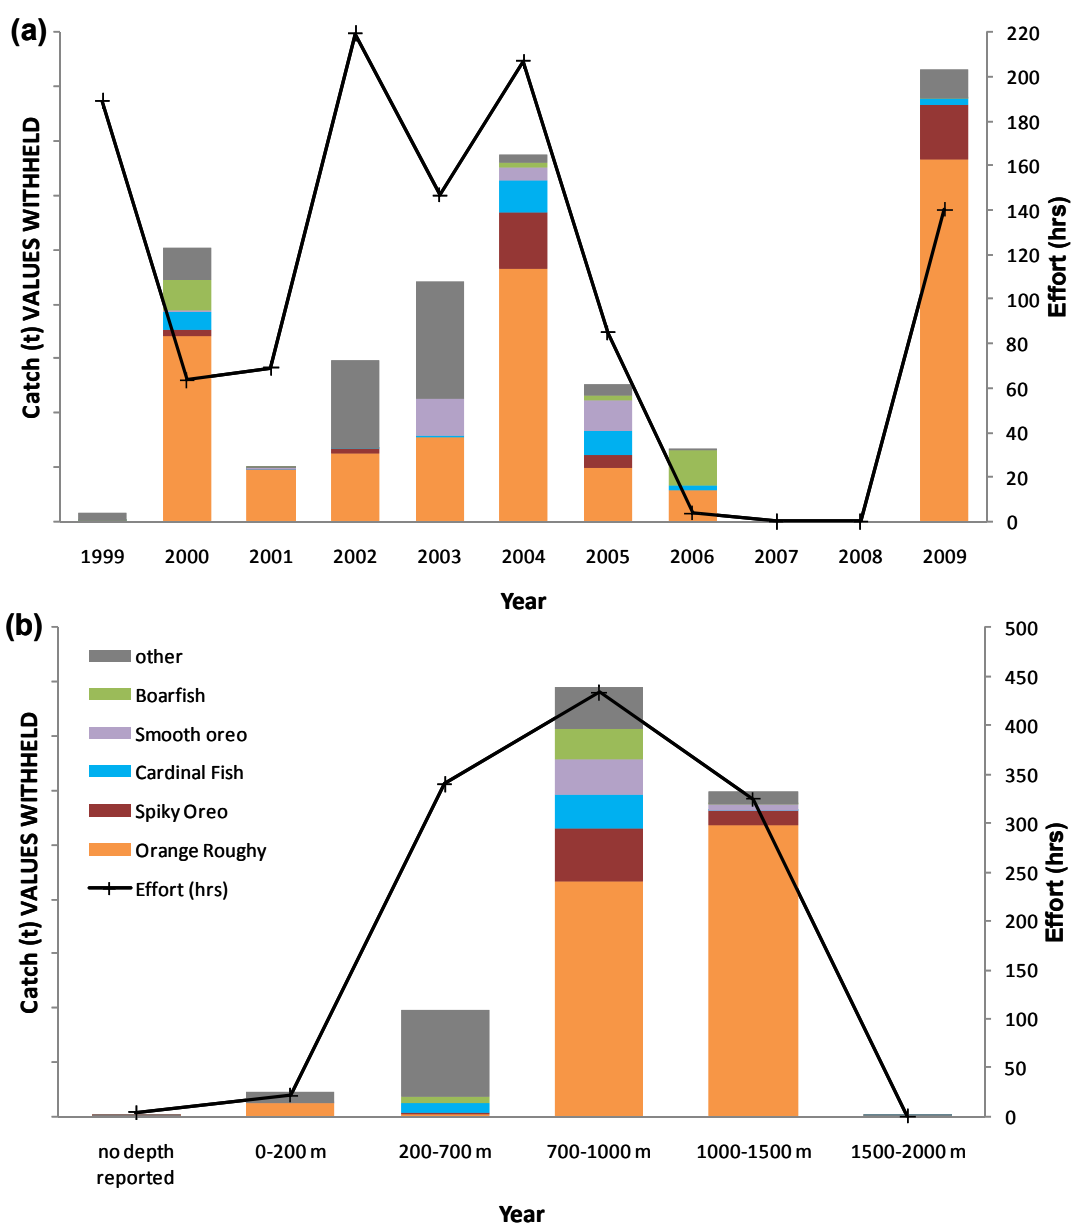 (a)
Catch (t) VALUES WITHHELD
220
200
180
160
140
120
100
80
60
40
20
0
Effort (hrs)
1999 2000 2001 2002 2003 2004 2005 2006 2007 2008 2009
Year
(b)
Catch (t) VALUES WITHHELD
other
Boarfish
Smooth oreo
Cardinal Fish
Spiky Oreo
Orange Roughy
Effort (hrs)
500
450
400
350
300
250
200
150
100
50
0
Effort (hrs)
no depth
reported
0-200 m
200-700 m
700-1000 m
1000-1500 m
1500-2000 m
Year